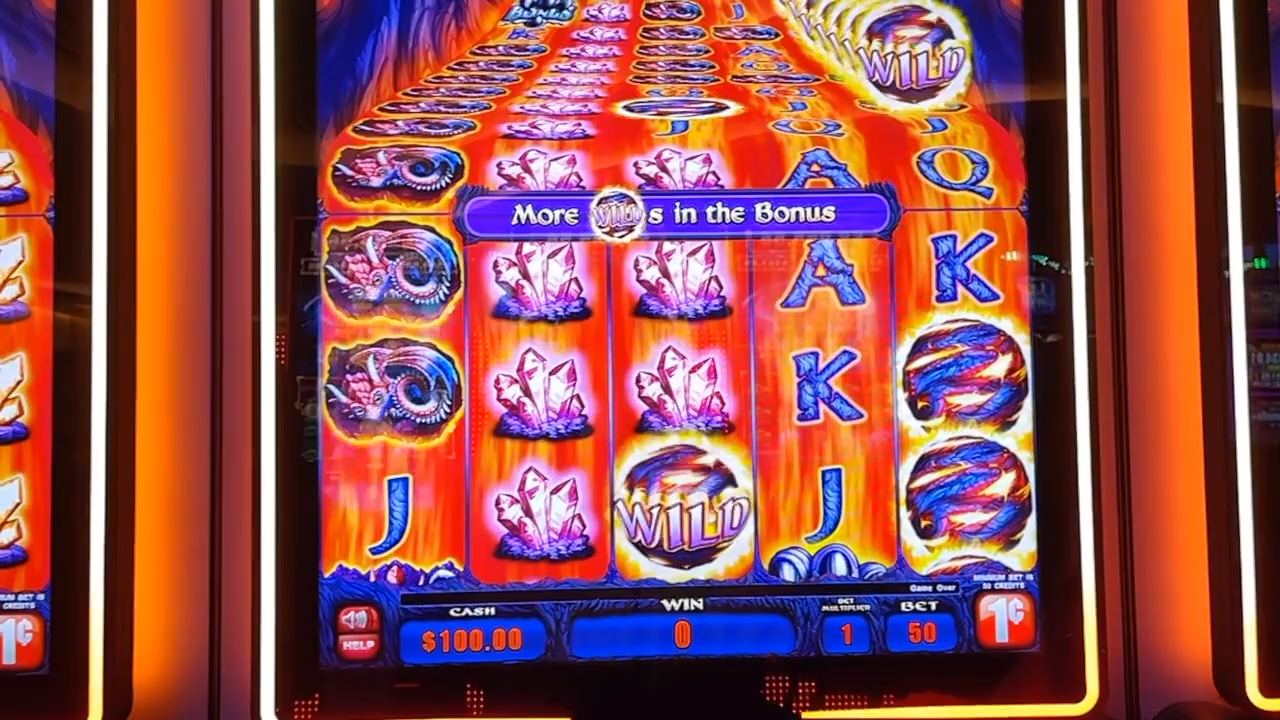 BONUS
J
K
A
J
WILD
J
Q
J
A
Q
More WILDs in the Bonus
A
K
K
J
WILD
J
Game Over
MINIMUM BET IS
50 CREDITS
CASH
WIN
BET
MULTIPLIER
BET
HELP
$100.00
0
1
50
1¢
1¢